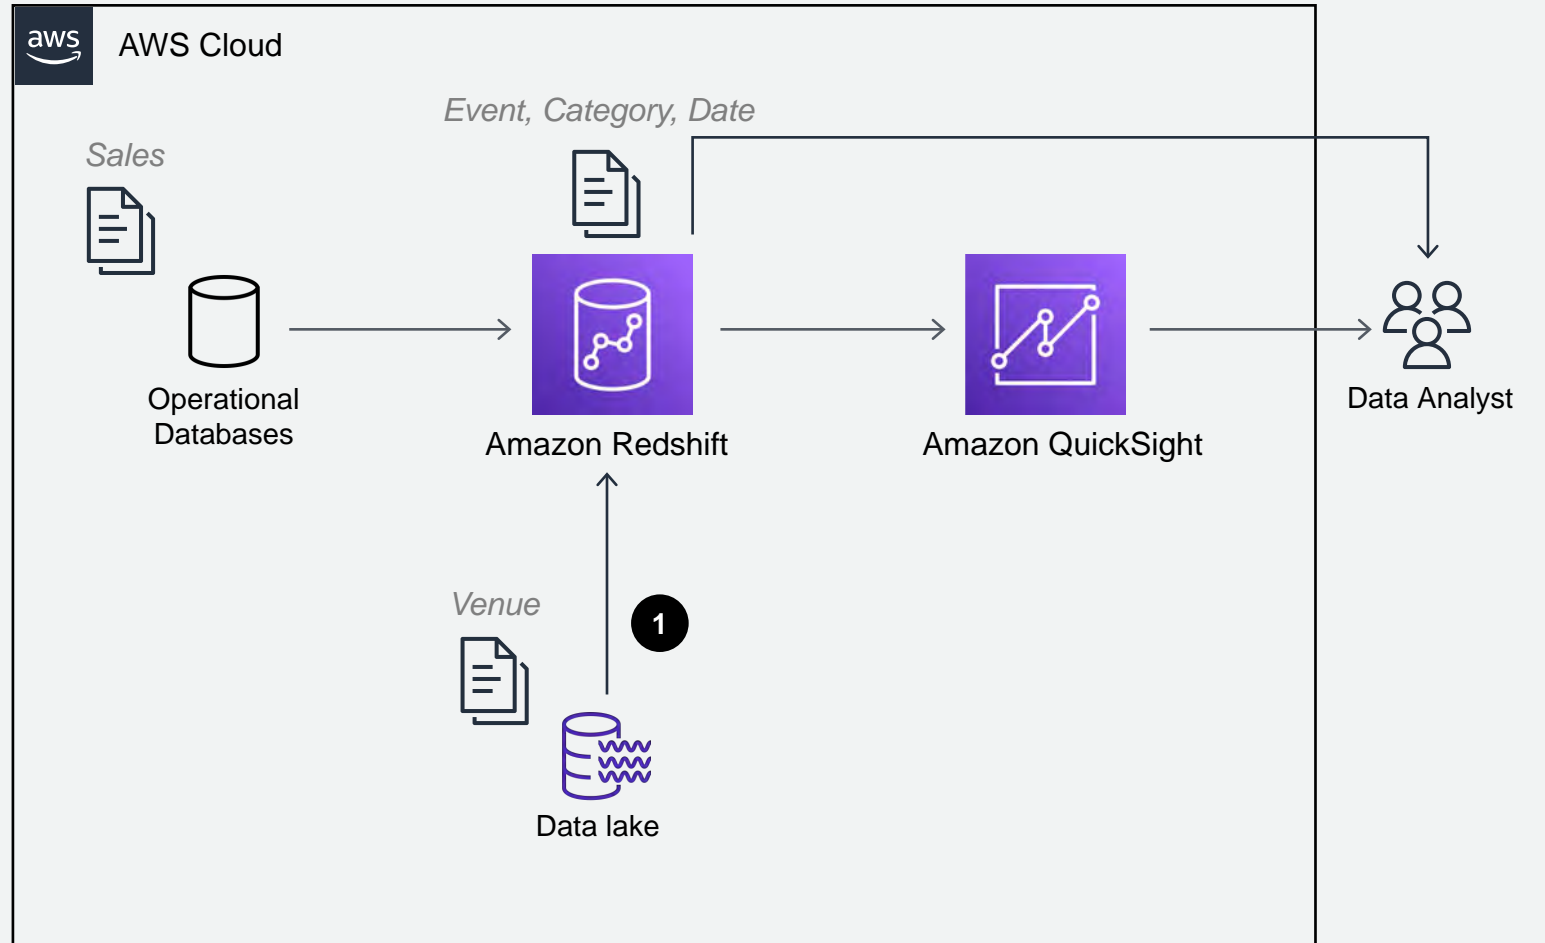 aws
AWS Cloud
Event, Category, Date
Sales
Operational
Databases
Amazon Redshift
Amazon QuickSight
Data Analyst
Venue
1
Data lake